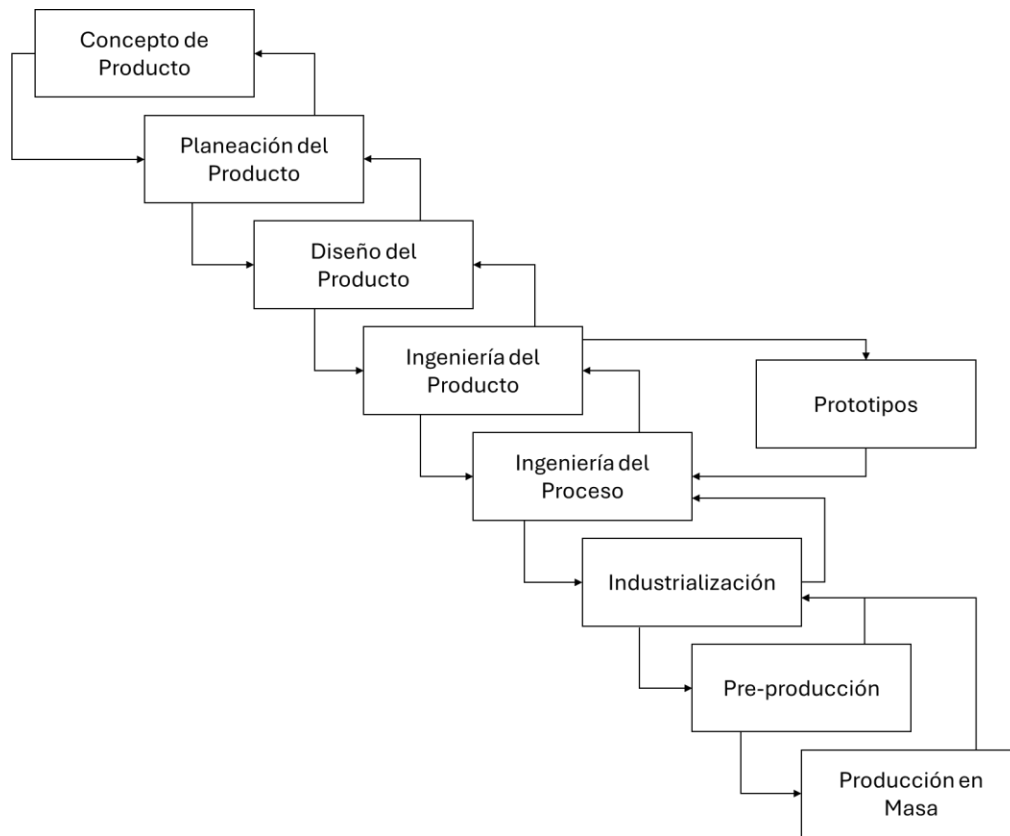 Concepto de
Producto
Planeación del
Producto
Diseño del
Producto
Ingeniería del
Producto
Prototipos
Ingeniería del
Proceso
Industrialización
Pre-producción
Producción en
Masa